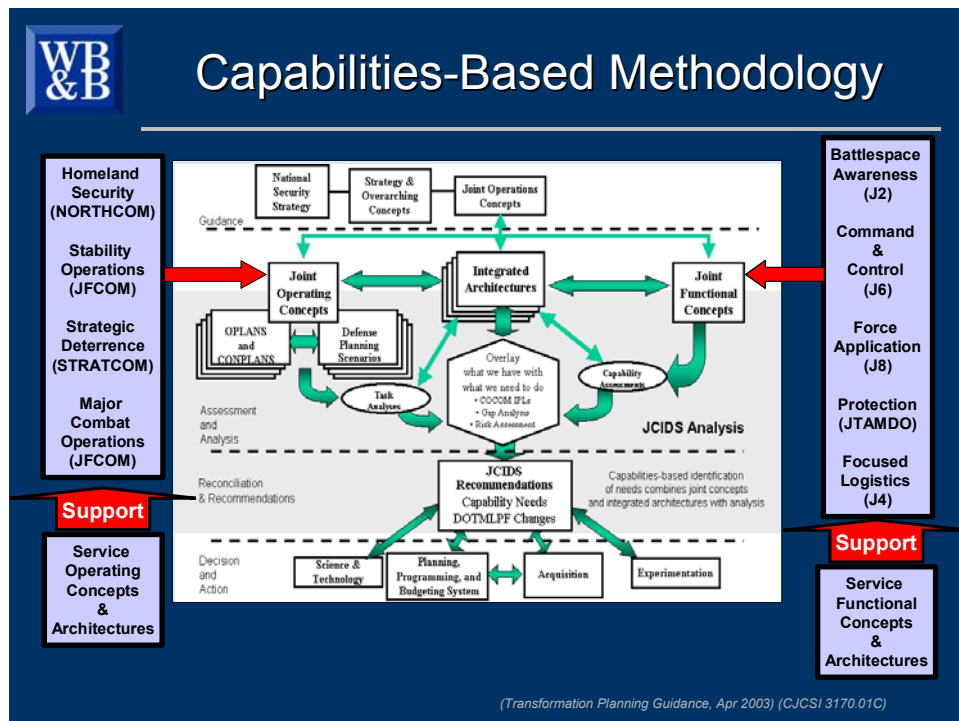 WB
&B
Capabilities-Based Methodology
Homeland
Security
(NORTHCOM)
Stability
Operations
(JFCOM)
Strategic
Deterrence
(STRATCOM)
Major
Combat
Operations
(JFCOM)
Support
Service
Operating
Concepts
&
Architectures
National
Security
Strategy
Strategy &
Overarching
Concepts
Joint Operations
Concepts
Guidance
Joint
Operating
Concepts
Integrated
Architectures
Joint
Functional
Concepts
OPLANS
and
CONPLANS
Defense
Planning
Scenarios
Overlay
what we have with
what we need to do
• COCOM IPLs
• Gap Analysis
• Risk Assessment
Task
Analyses
Capability
Assessments
Assessment
and
Analysis
JCIDS Analysis
Reconciliation
& Recommendations
JCIDS
Recommendations
Capability Needs
DOTMLPF Changes
Capabilities-based identification
of needs combines joint concepts
and integrated architectures with analysis
Decision
and
Action
Science &
Technology
Planning,
Programming, and
Budgeting System
Acquisition
Experimentation
Battlespace
Awareness
(J2)
Command
&
Control
(J6)
Force
Application
(J8)
Protection
(JTAMDO)
Focused
Logistics
(J4)
Support
Service
Functional
Concepts
&
Architectures
(Transformation Planning Guidance, Apr 2003) (CJCSI 3170.01C)